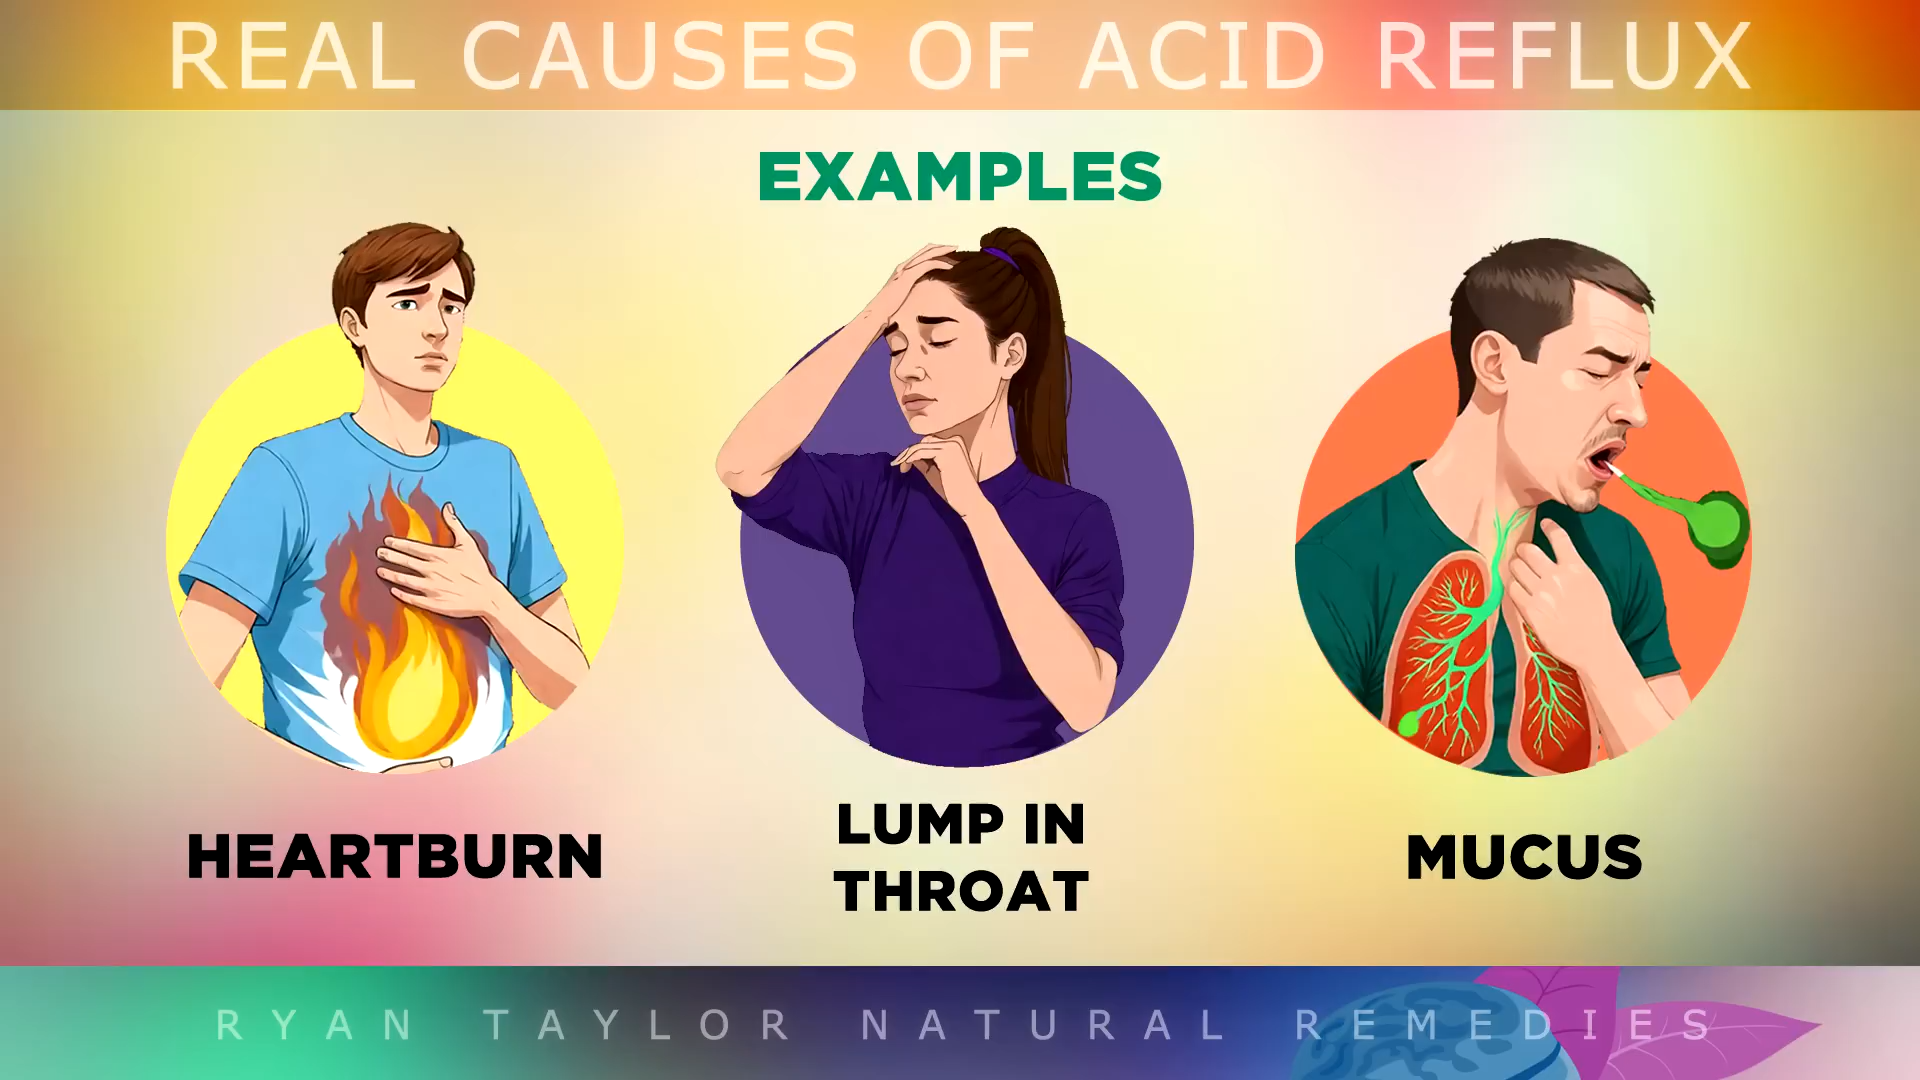 REAL CAUSES OF ACID REFLUX
EXAMPLES
HEARTBURN
LUMP IN
THROAT
MUCUS
RYAN TAYLOR NATURAL REMEDIES